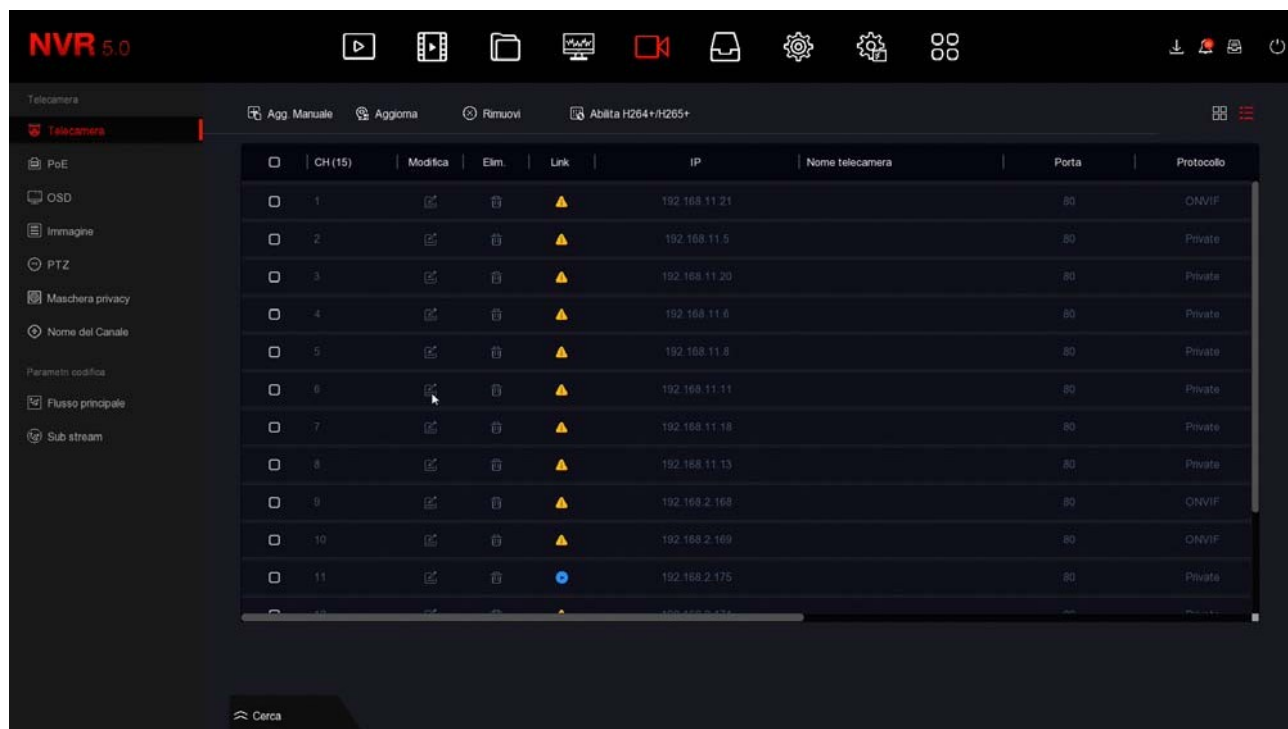 NVR 5.0
Telecamera
Telecamera
PoE
OSD
Immagine
PTZ
Maschera privacy
Nome del Canale
Parametri codifica
Flusso principale
Sub stream
Agg. Manuale Aggiorna Rimuovi Abilita H264+/H265+
CH (15) Modifica Elim. Link IP Nome telecamera Porta Protocollo
1 192.168.11.21 80 ONVIF
2 192.168.11.5 80 Private
3 192.168.11.20 80 Private
4 192.168.11.6 80 Private
5 192.168.11.8 80 Private
6 192.168.11.11 80 Private
7 192.168.11.18 80 Private
8 192.168.11.13 80 Private
9 192.168.2.168 80 ONVIF
10 192.168.2.169 80 ONVIF
11 192.168.2.175 80 Private
Cerca